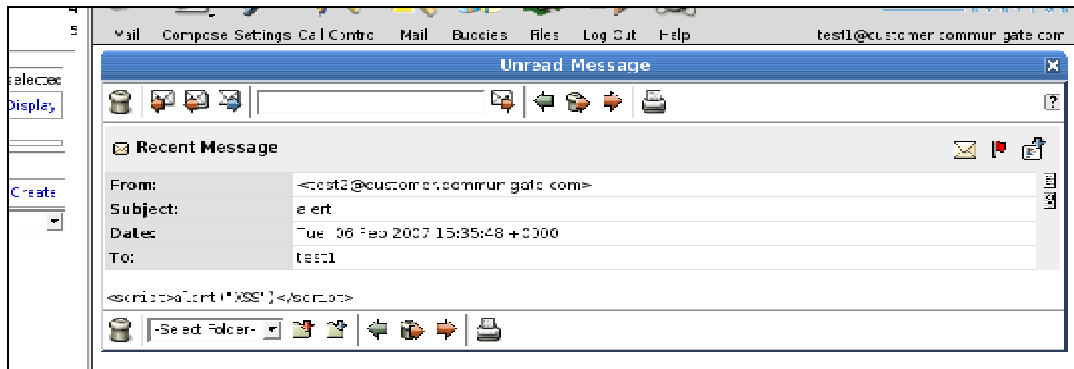 5
Mail Compose Settings Call Control Mail Buddies Files Log Out Help test1@customer.communigate.com
Unread Message
selected
Display
?
Recent Message
From: <test2@customer.communigate.com>
Create
Subject: alert
Date: Tue, 06 Feb 2007 15:35:48 +0000
To: test1
<script>alert("XSS")</script>
-Select Folder-